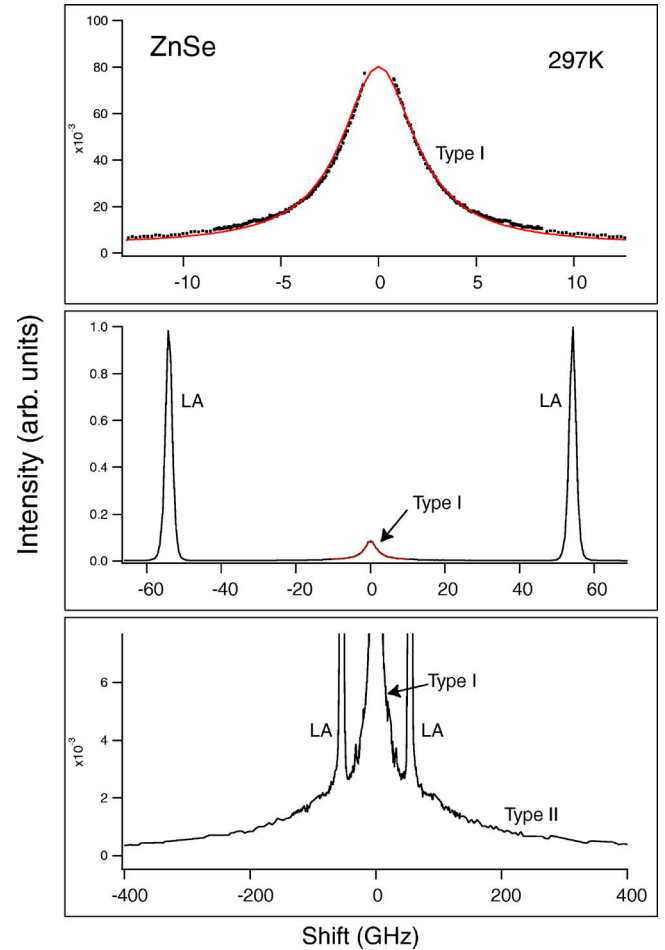 ZnSe
297K
100
80
60
40
20
0
x10⁻³
Type I
-10 -5 0 5 10
Intensity (arb. units)
1.0
0.8
0.6
0.4
0.2
0.0
LA
LA
Type I
-60 -40 -20 0 20 40 60
6
4
2
0
x10⁻³
Type I
LA
LA
Type II
-400 -200 0 200 400
Shift (GHz)